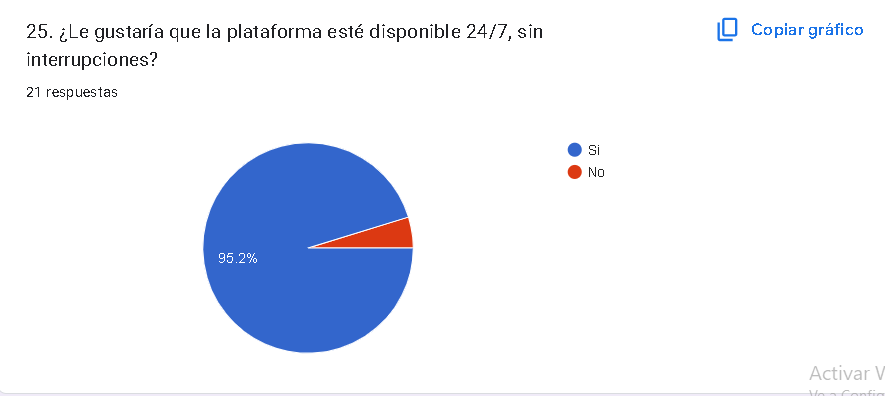 25. ¿Le gustaría que la plataforma esté disponible 24/7, sin
interrupciones?
Copiar gráfico
21 respuestas
Si
No
95.2%
Activar